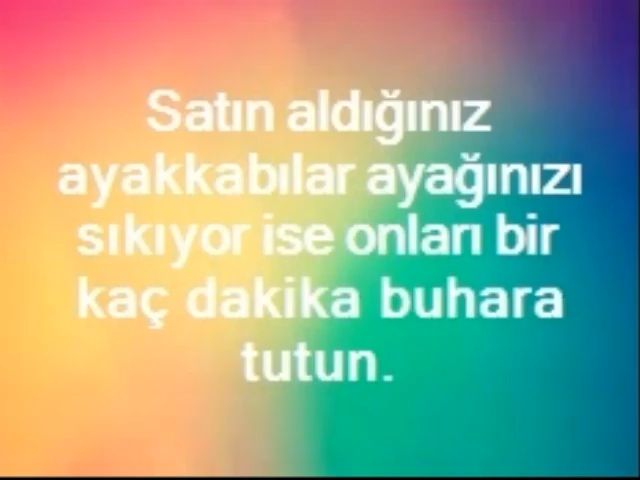 Satın aldığınız
ayakkabılar ayağınızı
sıkıyor ise onları bir
kaç dakika buhara
tutun.